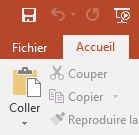 Fichier Accueil
Couper
Copier
Reproduire la
Coller